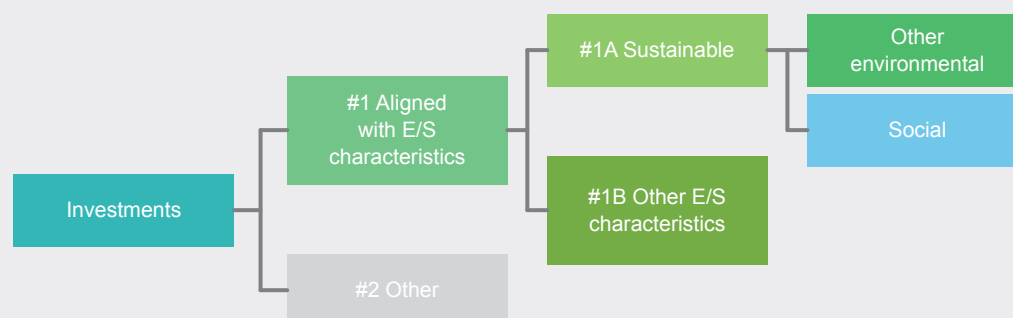 Investments
#1 Aligned
with E/S
characteristics
#2 Other
#1A Sustainable
#1B Other E/S
characteristics
Other
environmental
Social